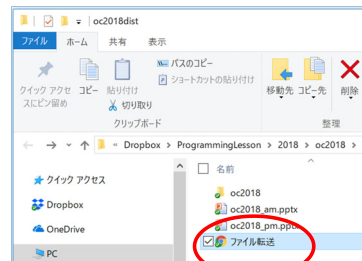 oc2018dist
ファイル ホーム 共有 表示
クイック アクセスにピン留め
コピー
貼り付け
パスのコピー
ショートカットの貼り付け
切り取り
移動先 コピー先 削除
クリップボード 整理
« Dropbox > ProgrammingLesson > 2018 > oc2018 >
クイック アクセス
Dropbox
OneDrive
PC
名前
oc2018
oc2018_am.pptx
oc2018_pm.pptx
ファイル転送